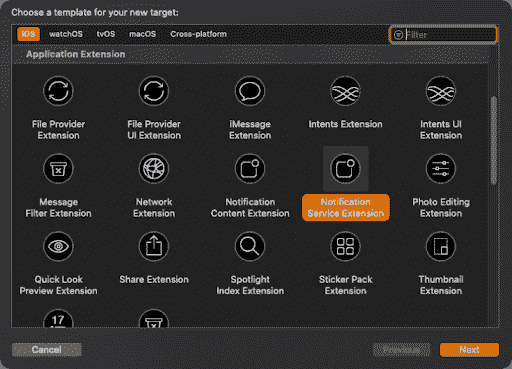 Choose a template for your new target:
iOS watchOS tvOS macOS Cross-platform Filter
Application Extension
File Provider Extension
File Provider UI Extension
iMessage Extension
Intents Extension
Intents UI Extension
Message Filter Extension
Network Extension
Notification Content Extension
Notification Service Extension
Photo Editing Extension
Quick Look Preview Extension
Share Extension
Spotlight Index Extension
Sticker Pack Extension
Thumbnail Extension
17
Cancel Previous Next